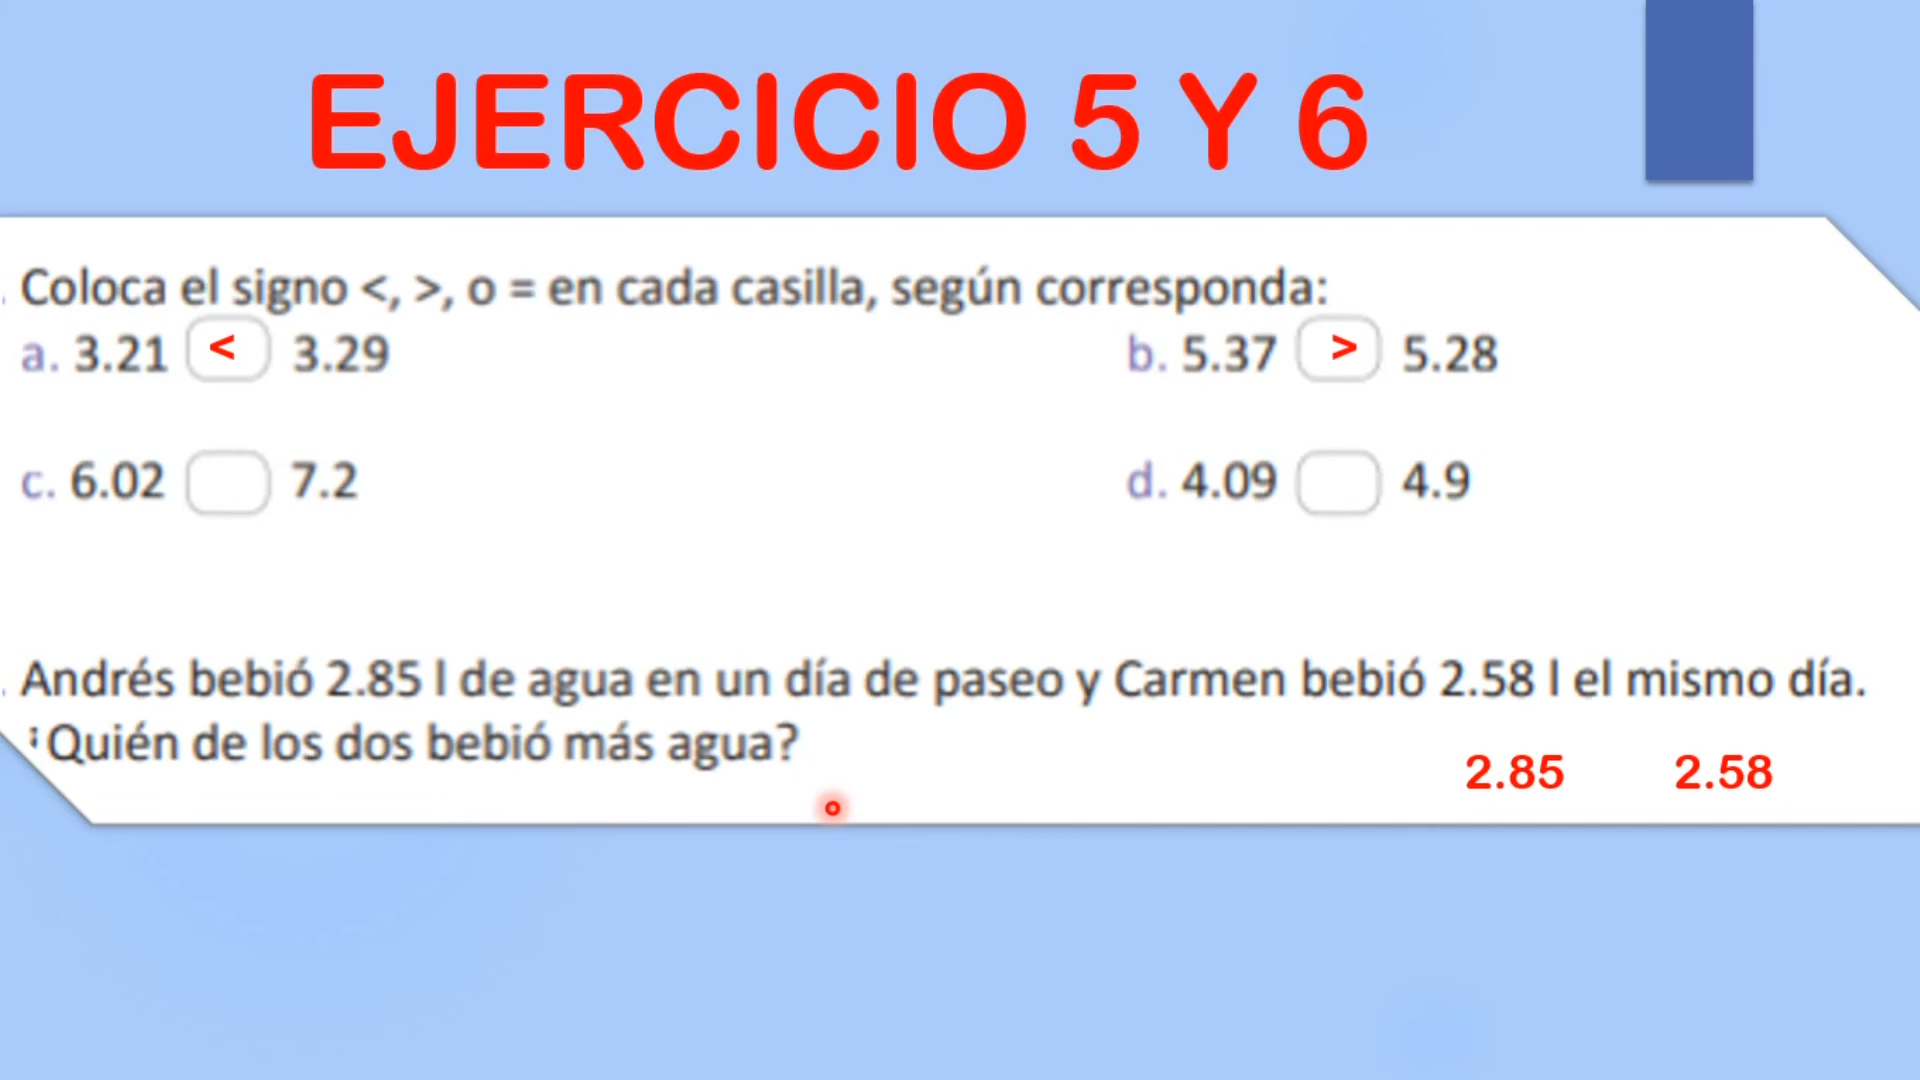 EJERCICIO 5 Y 6
Coloca el signo <, >, o = en cada casilla, según corresponda:
a. 3.21 < 3.29 b. 5.37 > 5.28
c. 6.02 7.2 d. 4.09 4.9
Andrés bebió 2.85 l de agua en un día de paseo y Carmen bebió 2.58 l el mismo día.
¿Quién de los dos bebió más agua?
2.85 2.58